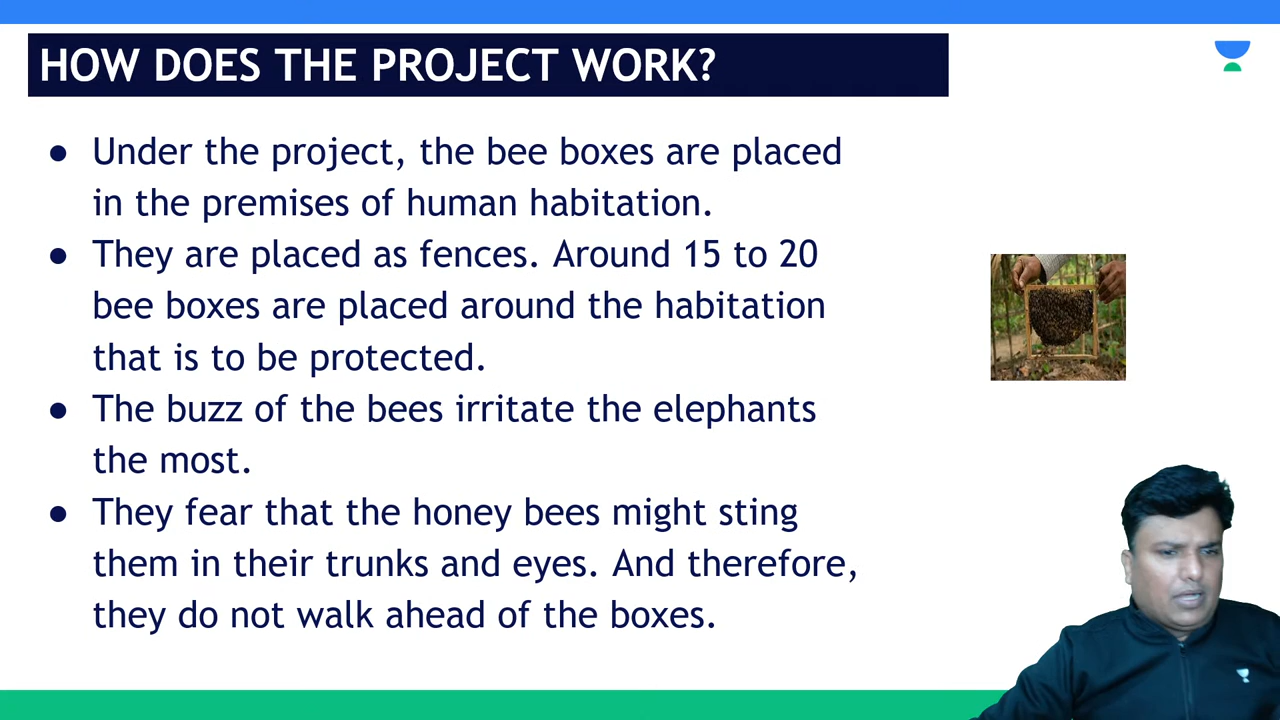 HOW DOES THE PROJECT WORK?
● Under the project, the bee boxes are placed
in the premises of human habitation.
● They are placed as fences. Around 15 to 20
bee boxes are placed around the habitation
that is to be protected.
● The buzz of the bees irritate the elephants
the most.
● They fear that the honey bees might sting
them in their trunks and eyes. And therefore,
they do not walk ahead of the boxes.